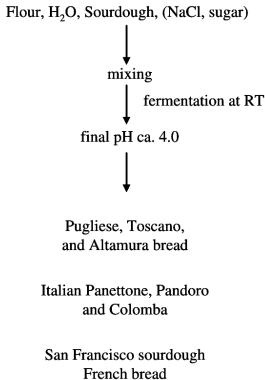 Flour, H₂O, Sourdough, (NaCl, sugar)
mixing
fermentation at RT
final pH ca. 4.0
Pugliese, Toscano,
and Altamura bread
Italian Panettone, Pandoro
and Colomba
San Francisco sourdough
French bread